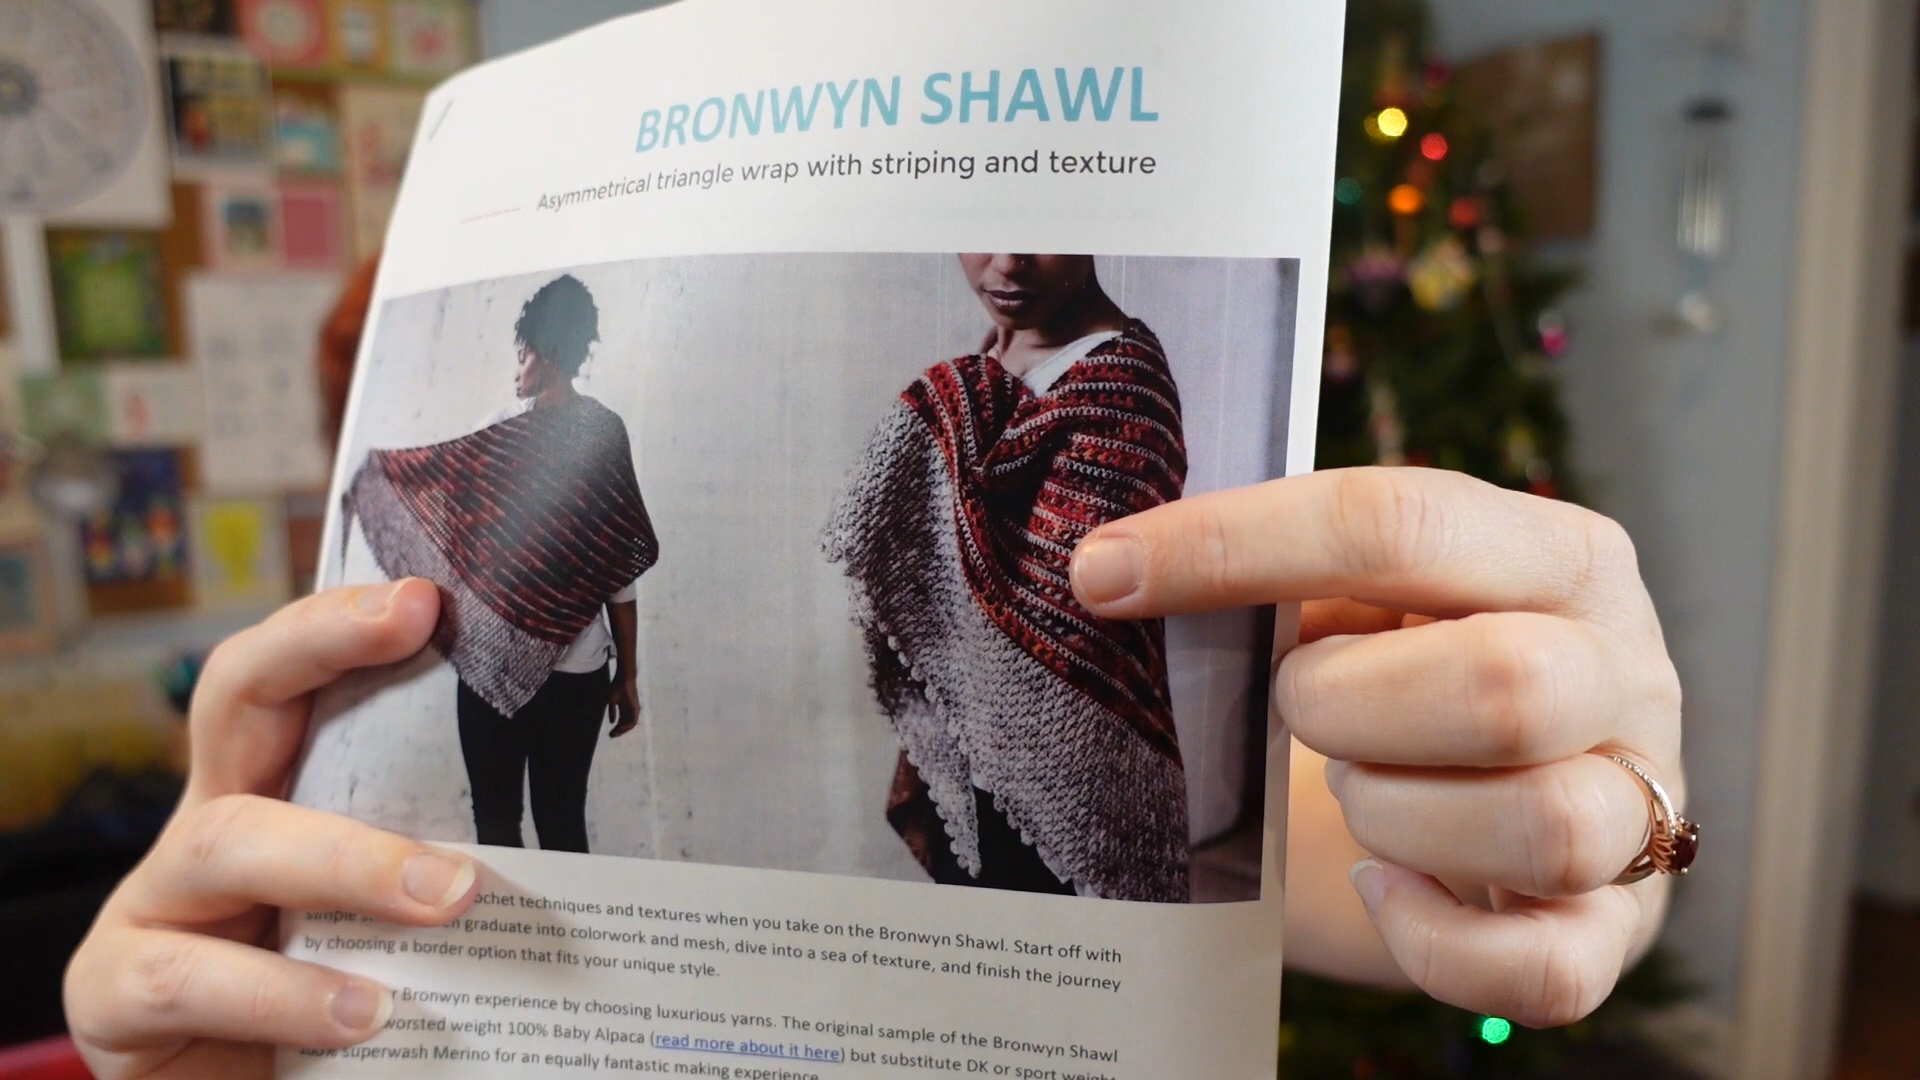 BRONWYN SHAWL
Asymmetrical triangle wrap with striping and texture
techniques and textures when you take on the Bronwyn Shawl. Start off with
simple graduate into colorwork and mesh, dive into a sea of texture, and finish the journey
by choosing a border option that fits your unique style.
Bronwyn experience by choosing luxurious yarns. The original sample of the Bronwyn Shawl
worsted weight 100% Baby Alpaca (read more about it here) but substitute DK or sport weight
100% superwash Merino for an equally fantastic making experience.